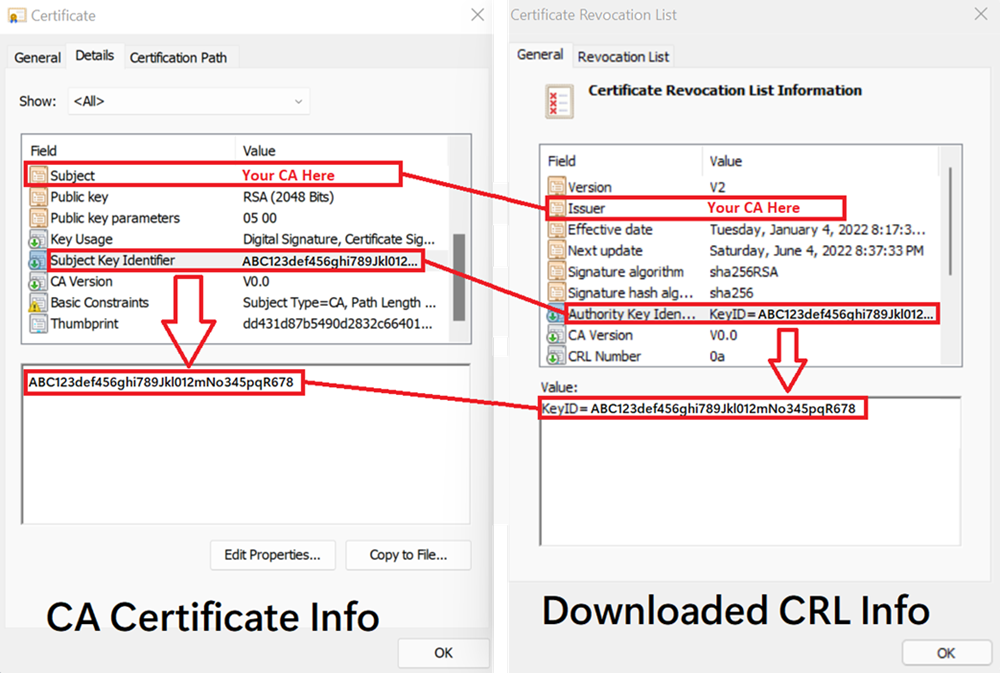 Certificate
General Details Certification Path
Show: <All>
Field Value
Subject Your CA Here
Public key RSA (2048 Bits)
Public key parameters 05 00
Key Usage Digital Signature, Certificate Sig...
Subject Key Identifier ABC123def456ghi789Jkl012...
CA Version V0.0
Basic Constraints Subject Type=CA, Path Length ...
Thumbprint dd431d87b5490d2832c66401...
ABC123def456ghi789Jkl012mNo345pqR678
Edit Properties... Copy to File...
CA Certificate Info
OK
Certificate Revocation List
General Revocation List
Certificate Revocation List Information
Field Value
Version V2
Issuer Your CA Here
Effective date Tuesday, January 4, 2022 8:17:3...
Next update Saturday, June 4, 2022 8:37:33 PM
Signature algorithm sha256RSA
Signature hash alg... sha256
Authority Key Iden... KeyID=ABC123def456ghi789Jkl012...
CA Version V0.0
CRL Number 0a
Value:
KeyID= ABC123def456ghi789Jkl012mNo345pqR678
Downloaded CRL Info
OK